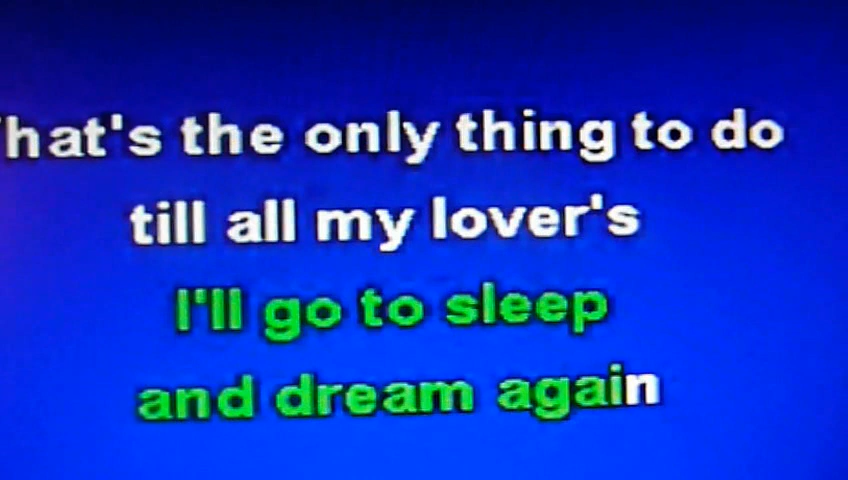 hat's the only thing to do
till all my lover's
I'll go to sleep
and dream again